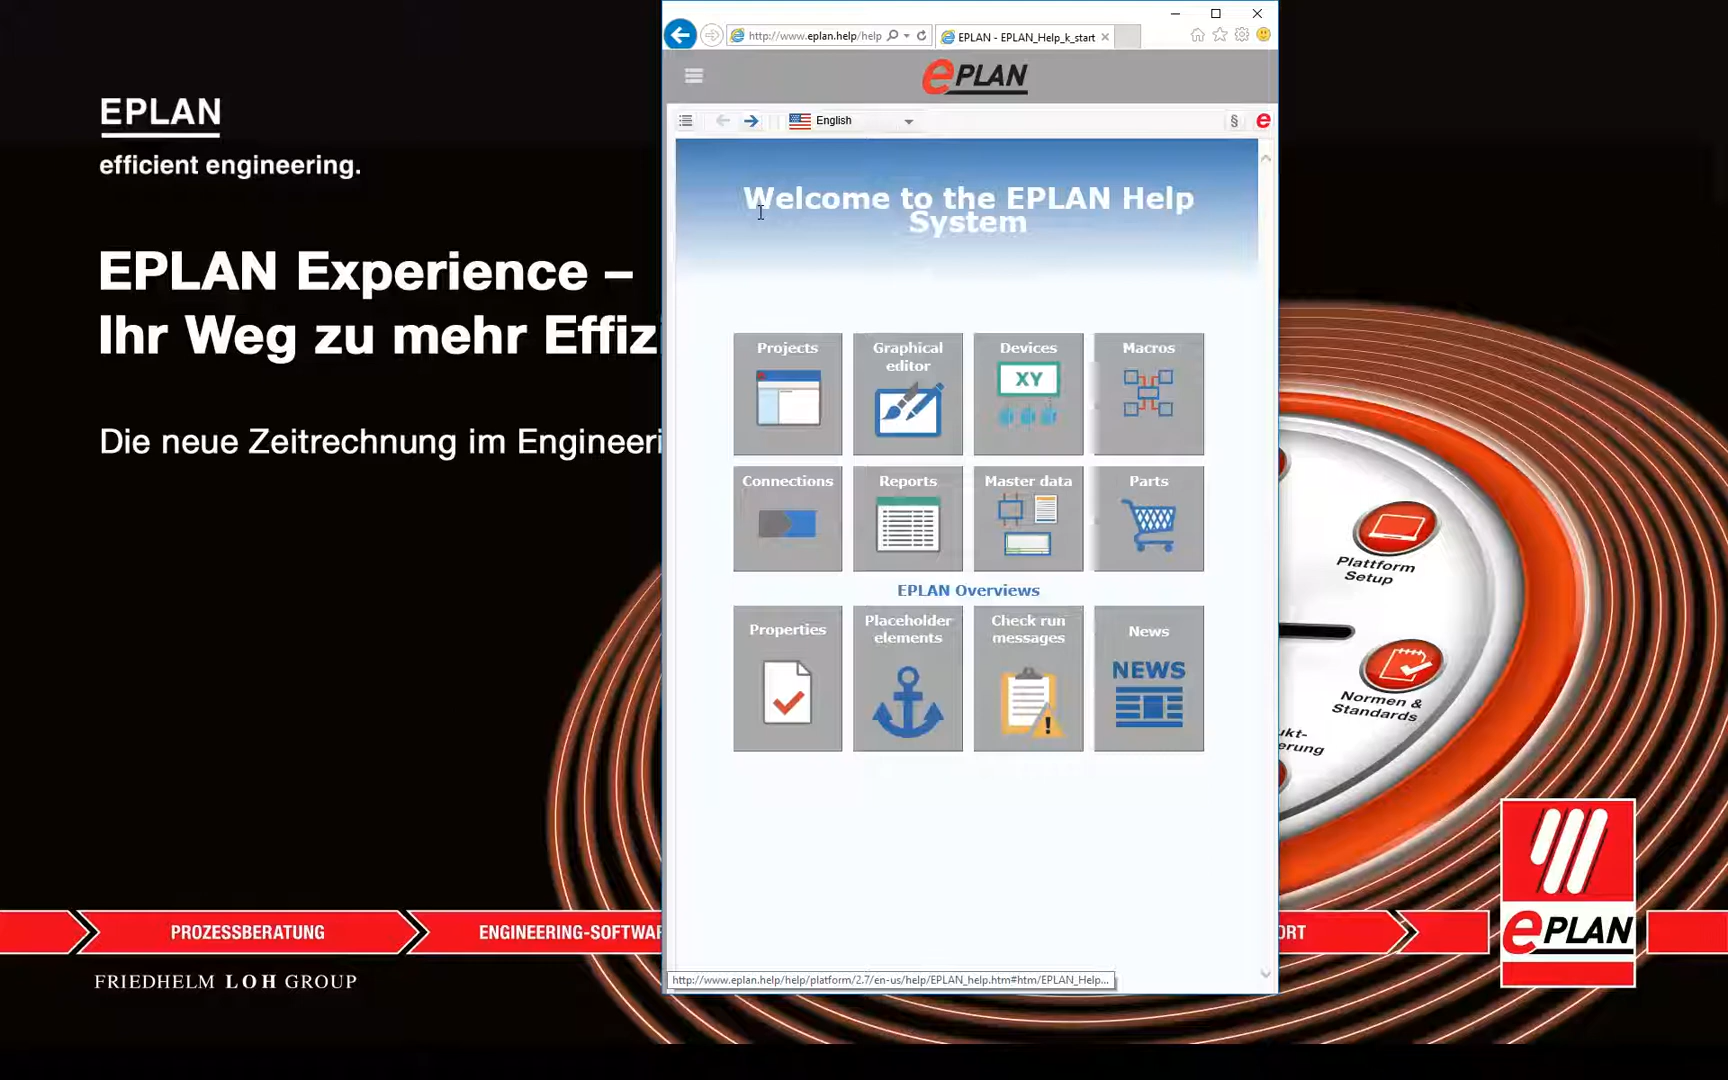 EPLAN
efficient engineering.
EPLAN Experience –
Ihr Weg zu mehr Effizi
Die neue Zeitrechnung im Engineeri
http://www.eplan.help/help
EPLAN - EPLAN_Help_k_start
ePLAN
English
§
e
Welcome to the EPLAN Help
System
Projects
Graphical
editor
Devices
XY
Macros
Connections
Reports
Master data
Parts
EPLAN Overviews
Properties
Placeholder
elements
Check run
messages
News
NEWS
http://www.eplan.help/help/platform/2.7/en-us/help/EPLAN_help.htm#htm/EPLAN_Help...
Plattform
Setup
Normen &
Standards
ukt-
erung
PROZESSBERATUNG
ENGINEERING-SOFTWA
ORT
ePLAN
FRIEDHELM LOH GROUP